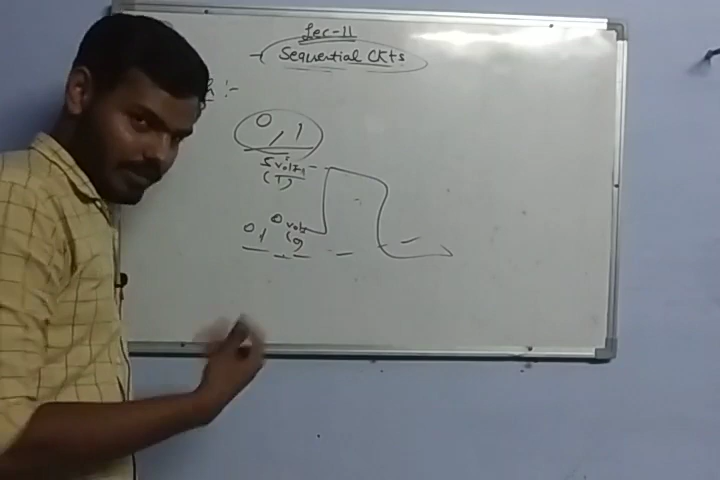 Lec-11
Sequential CKts
h :-
0, 1
5 volts
(1)
0 volts
0 1 (0)